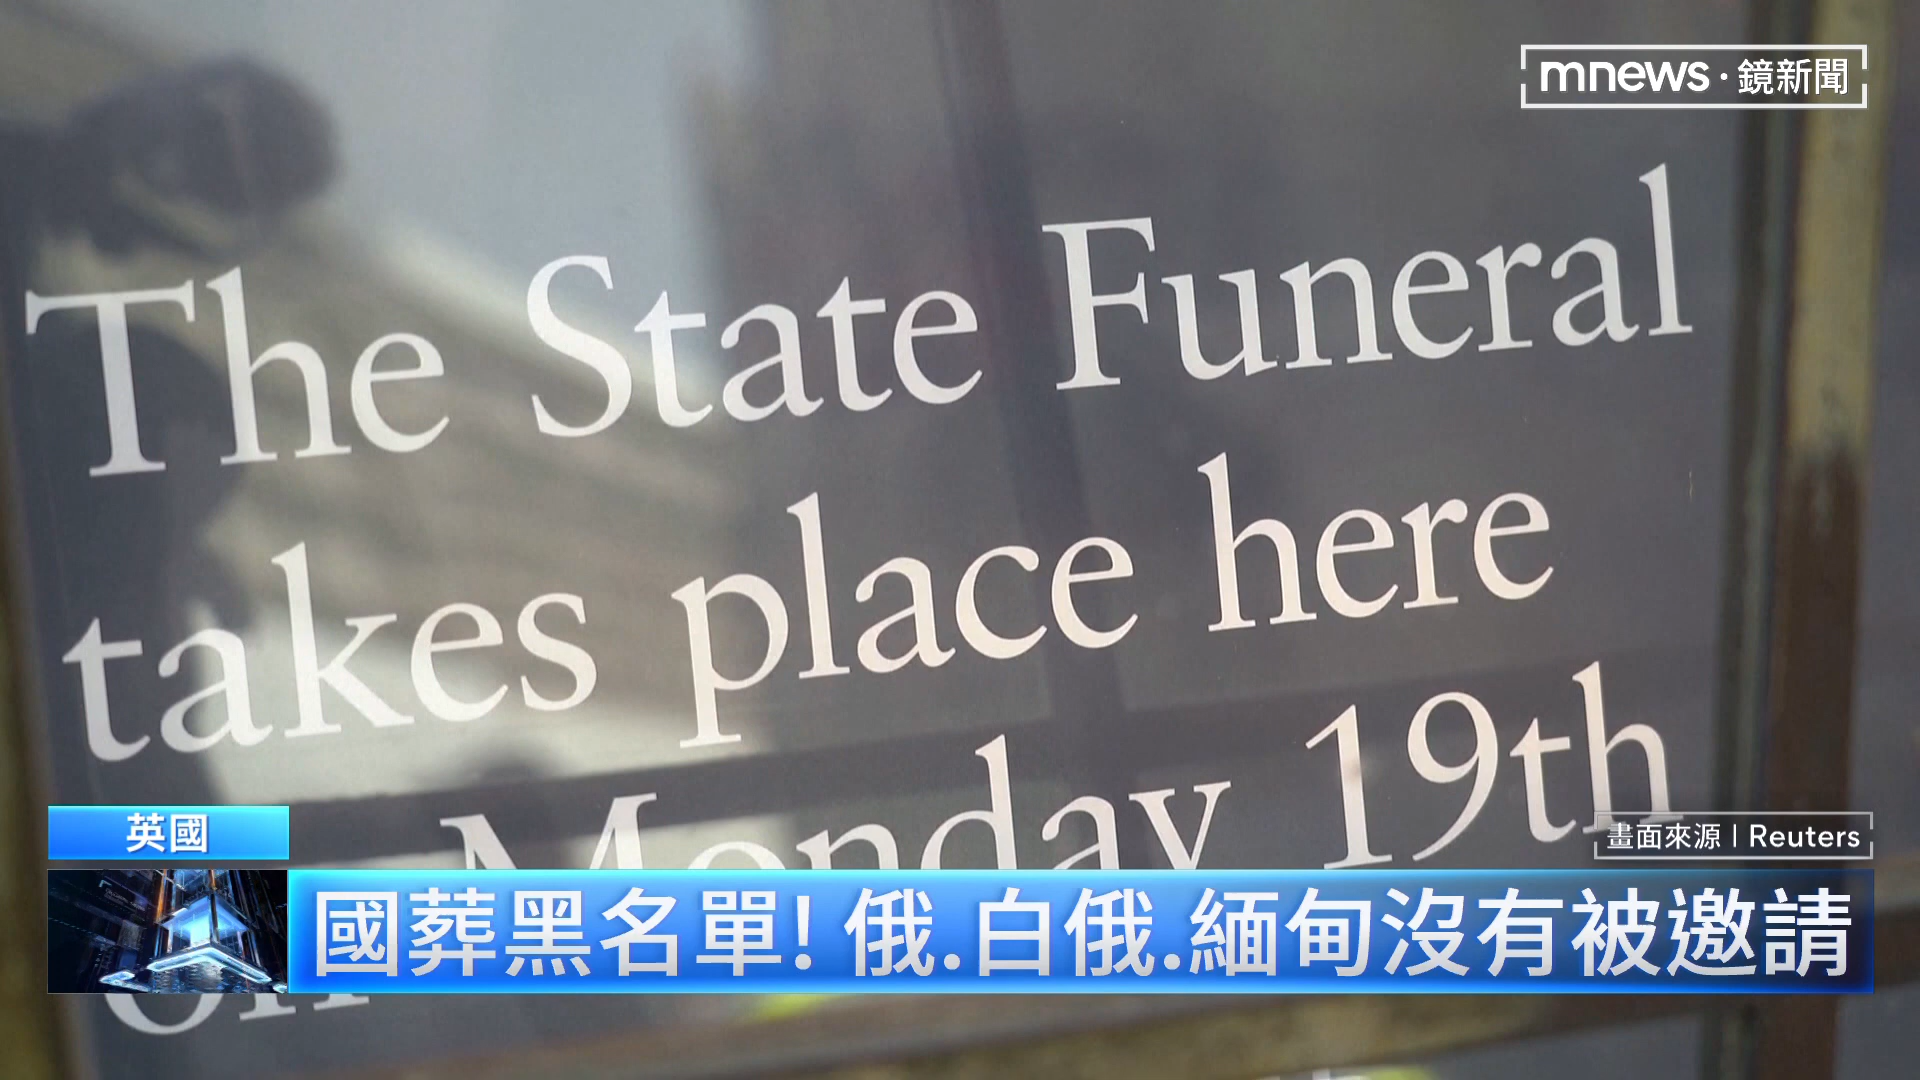 mnews·鏡新聞
The State Funeral
takes place here
on Monday 19th
英國
畫面來源 | Reuters
國葬黑名單! 俄.白俄.緬甸沒有被邀請